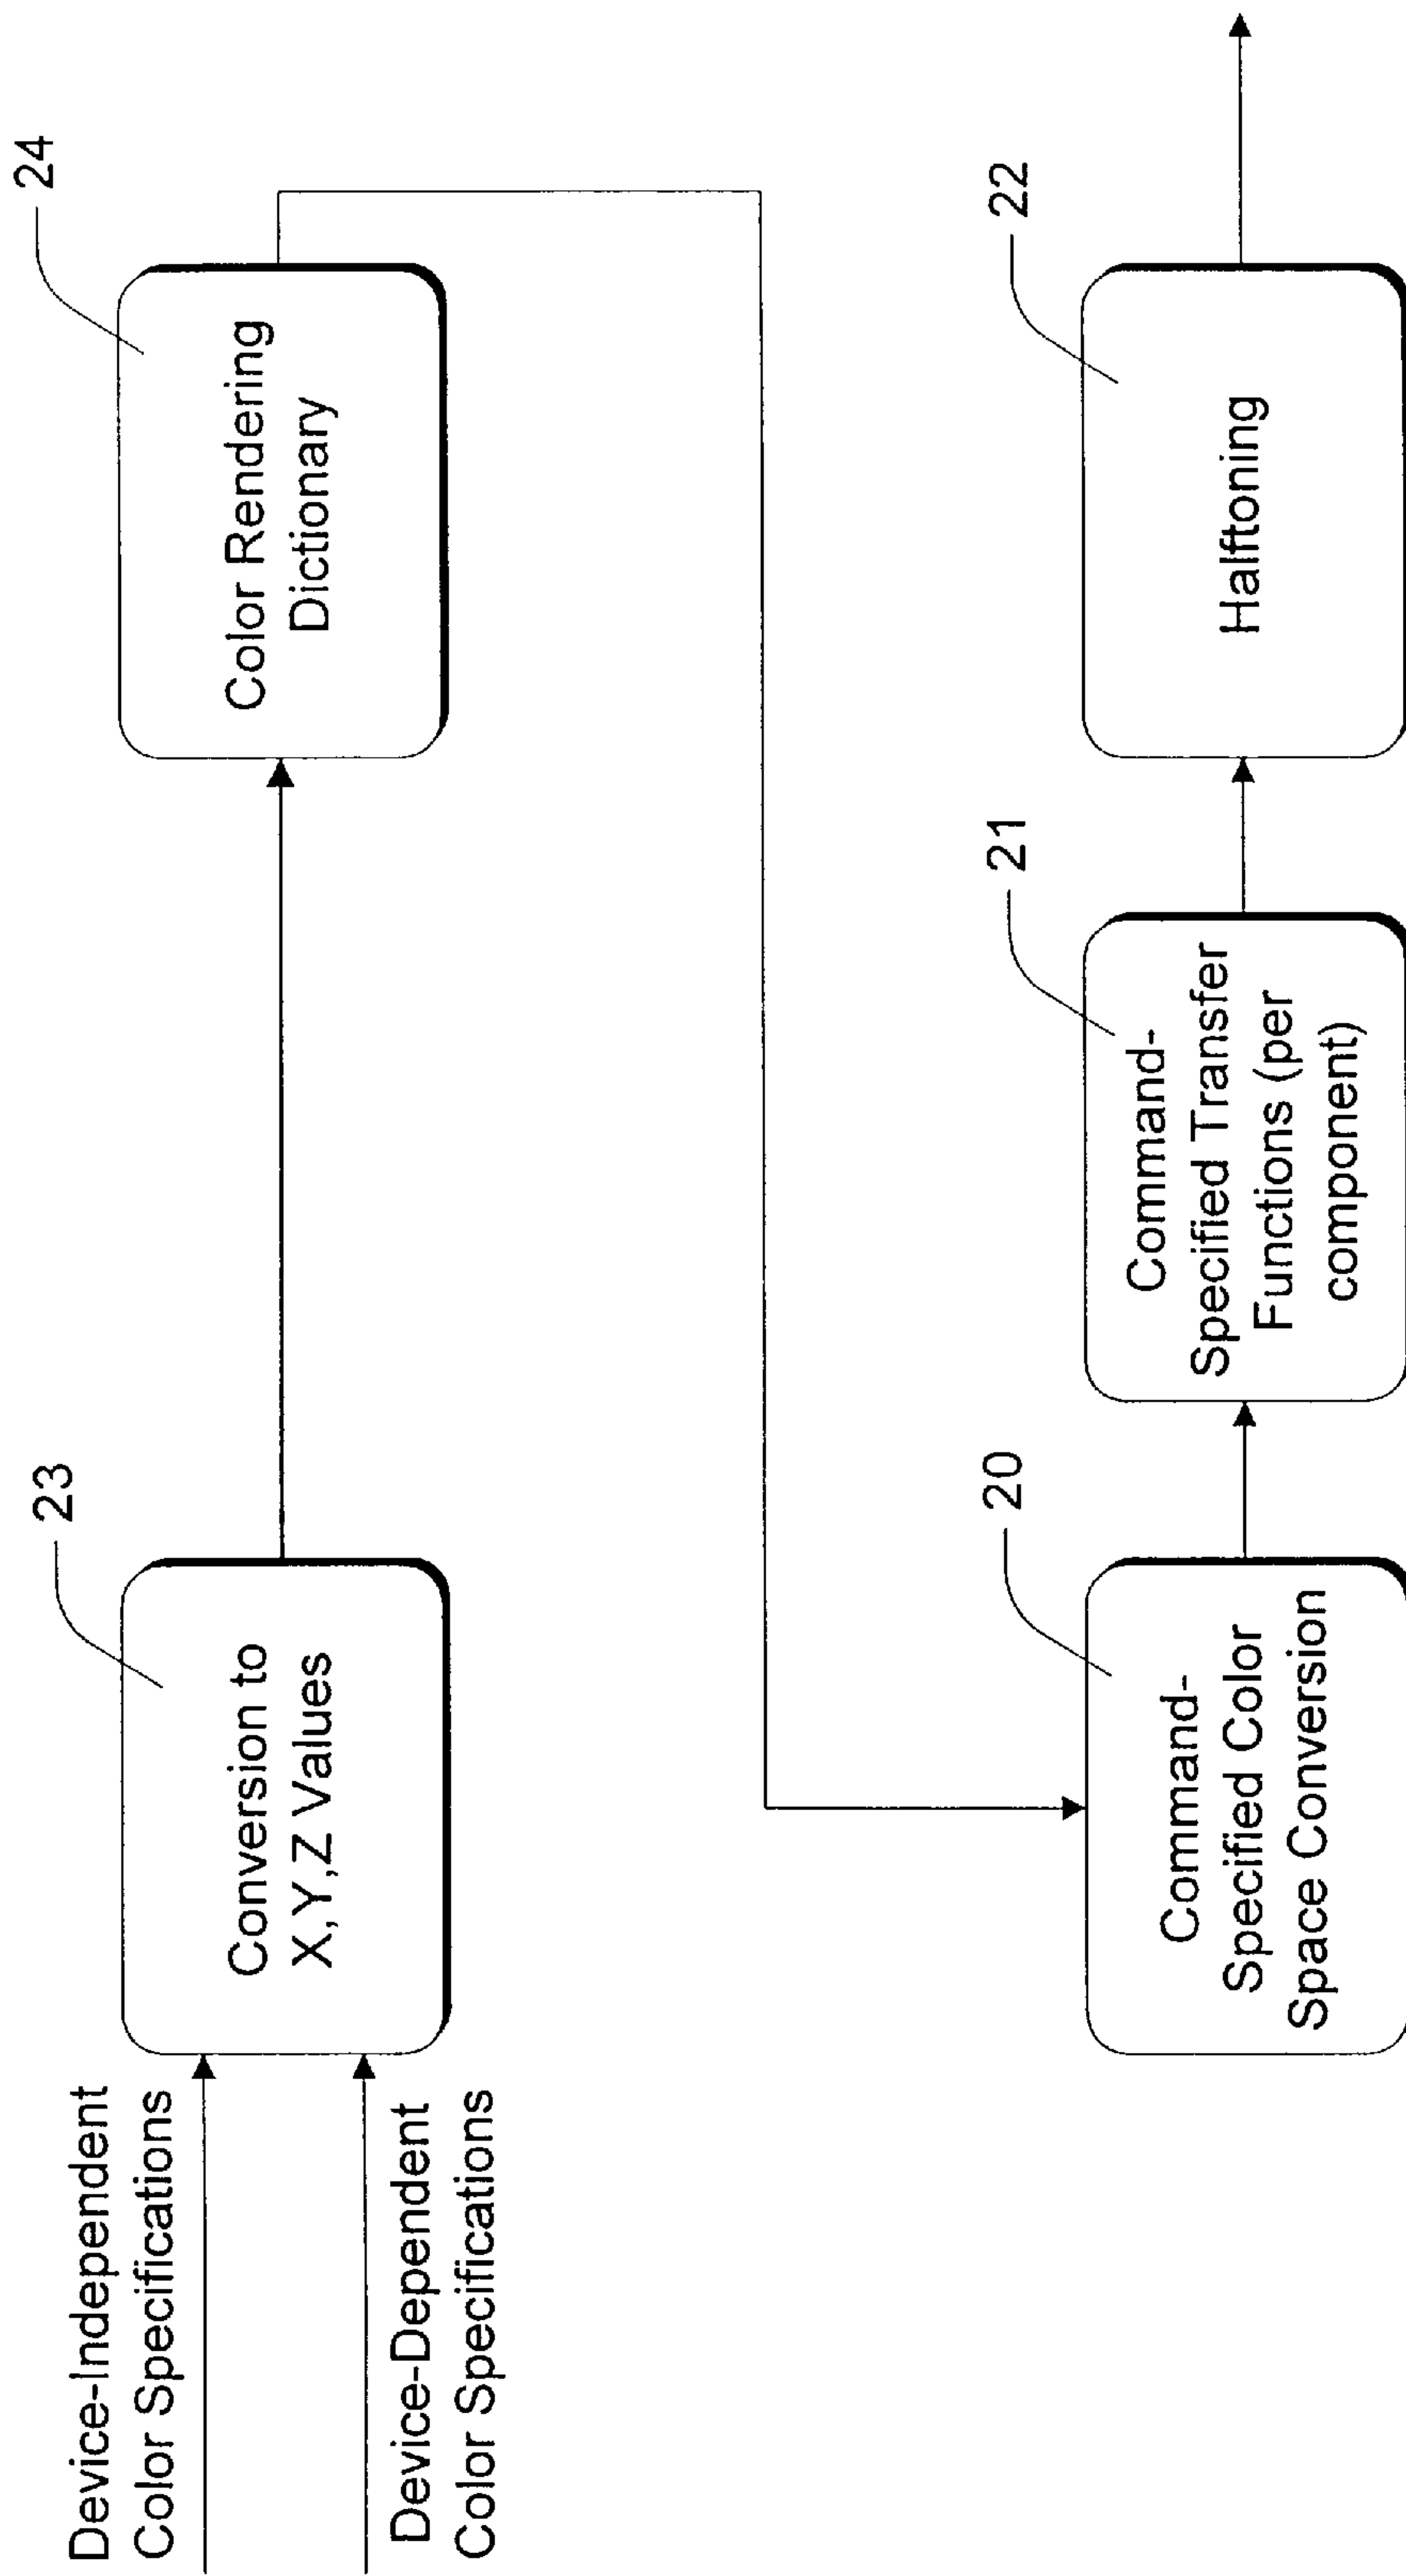 Device-Independent
Color Specifications
Device-Dependent
Color Specifications
23
Conversion to
X,Y,Z Values
24
Color Rendering
Dictionary
20
Command-
Specified Color
Space Conversion
21
Command-
Specified Transfer
Functions (per
component)
22
Halftoning